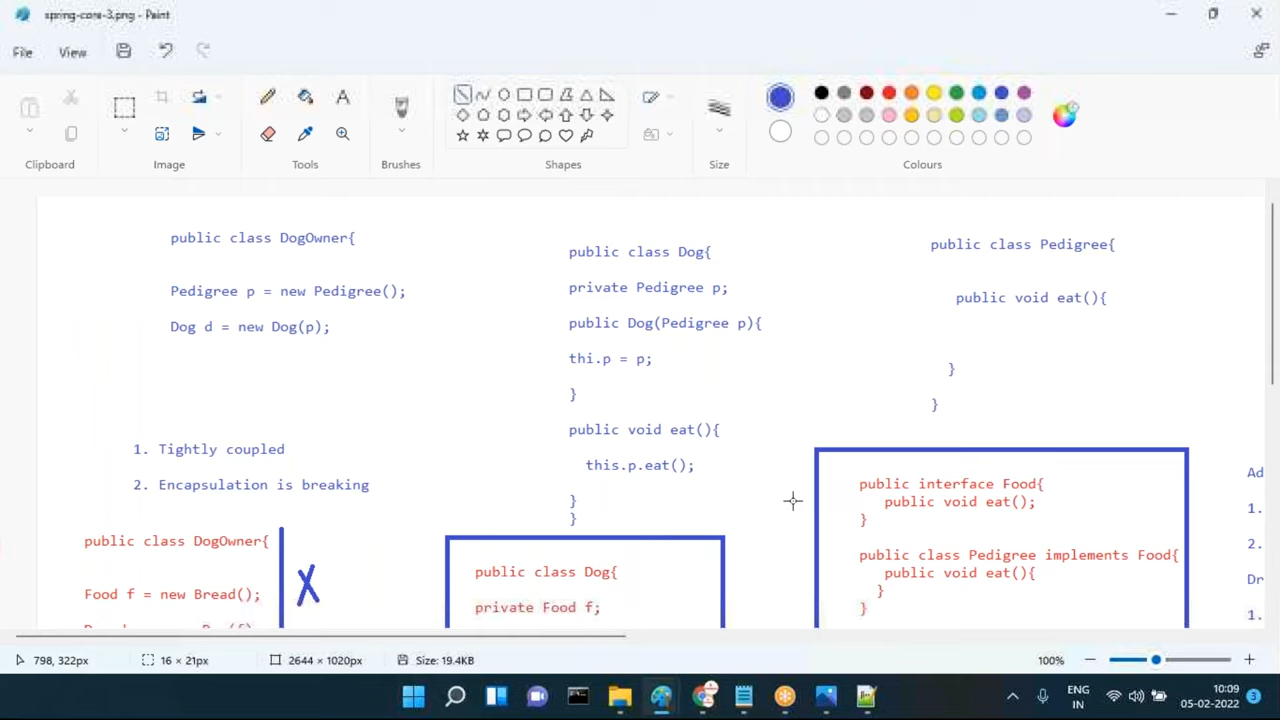 spring-core-3.png - Paint
File
View
Clipboard
Image
Tools
Brushes
Shapes
Size
Colours
public class DogOwner{
Pedigree p = new Pedigree();
Dog d = new Dog(p);
1. Tightly coupled
2. Encapsulation is breaking
public class DogOwner{
Food f = new Bread();
X
public class Dog{
private Pedigree p;
public Dog(Pedigree p){
thi.p = p;
}
public void eat(){
this.p.eat();
}
}
public class Dog{
private Food f;
public class Pedigree{
public void eat(){
}
}
public interface Food{
public void eat();
}
public class Pedigree implements Food{
public void eat(){
}
}
Ad
1.
2.
Dr
1.
798, 322px
16 × 21px
2644 × 1020px
Size: 19.4KB
100%
ENG
IN
10:09
05-02-2022
3